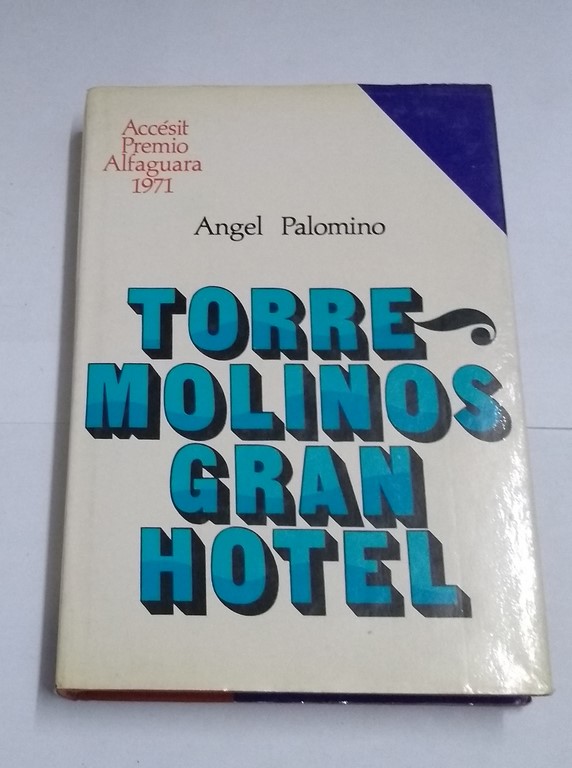 Accésit
Premio
Alfaguara
1971
Angel Palomino
TORRE~
MOLINOS
GRAN
HOTEL